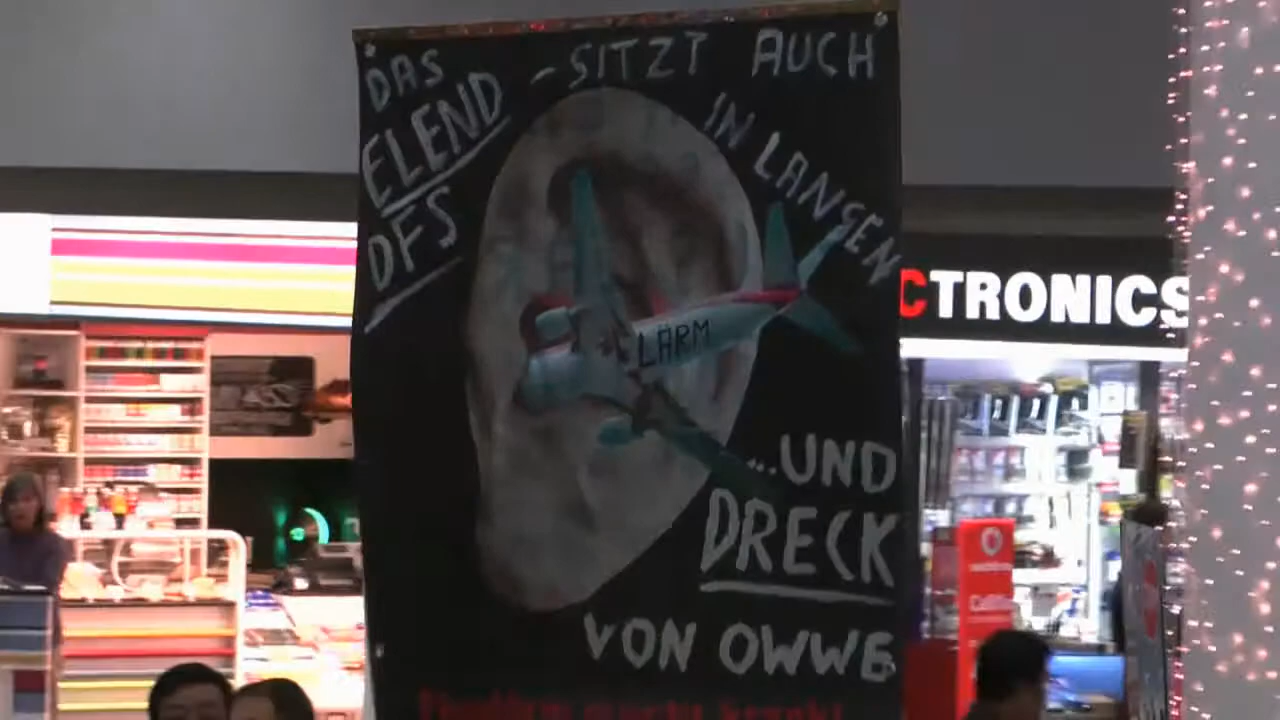 DAS
ELEND
DFS
– SITZT AUCH
IN LANGEN
LÄRM
...UND
DRECK
VON OWWE
CTRONICS